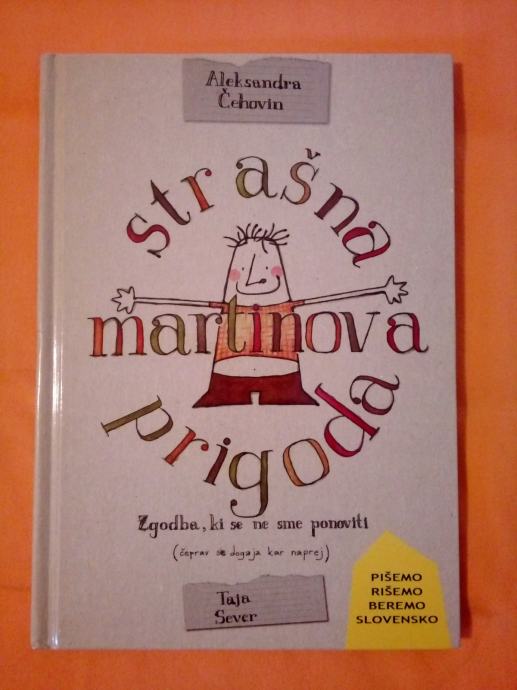 Aleksandra
Čehovin
strašna
martinova
prigoda
Zgodba, ki se ne sme ponoviti
(čeprav se dogaja kar naprej)
Taja
Sever
PIŠEMO
RIŠEMO
BEREMO
SLOVENSKO